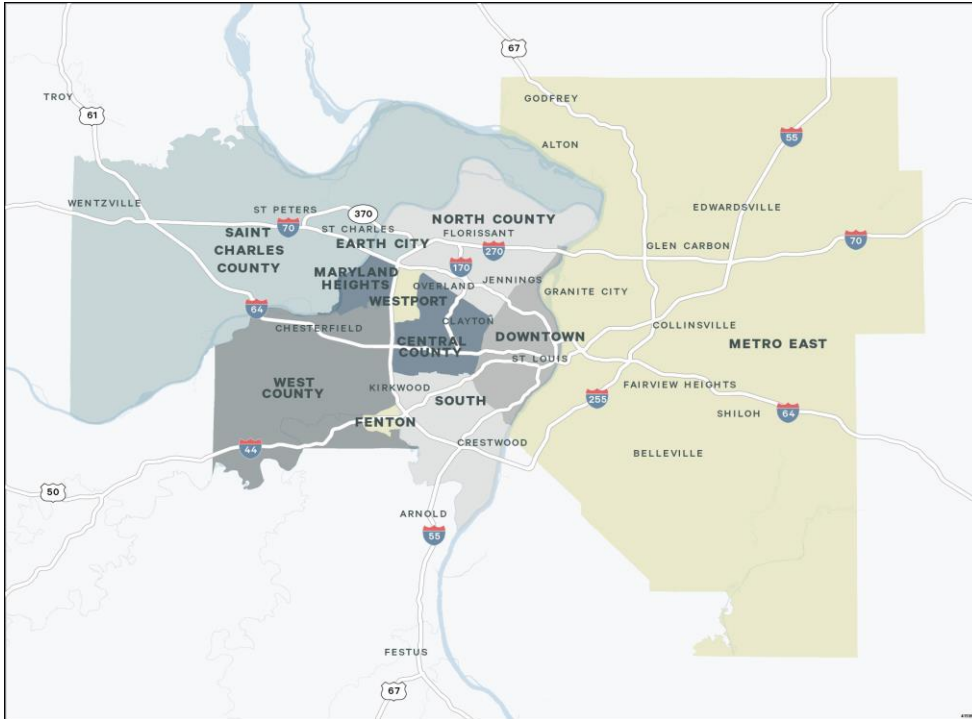 67
TROY
GODFREY
61
ALTON
55
WENTZVILLE
ST PETERS
370
EDWARDSVILLE
70
ST CHARLES
NORTH COUNTY
FLORISSANT
SAINT
CHARLES
COUNTY
EARTH CITY
270
GLEN CARBON
70
170
MARYLAND
HEIGHTS
OVERLAND
JENNINGS
GRANITE CITY
WESTPORT
64
CHESTERFIELD
CLAYTON
COLLINSVILLE
CENTRAL
COUNTY
DOWNTOWN
METRO EAST
ST LOUIS
WEST
COUNTY
KIRKWOOD
SOUTH
FAIRVIEW HEIGHTS
255
SHILOH
64
FENTON
44
CRESTWOOD
BELLEVILLE
50
ARNOLD
55
FESTUS
67